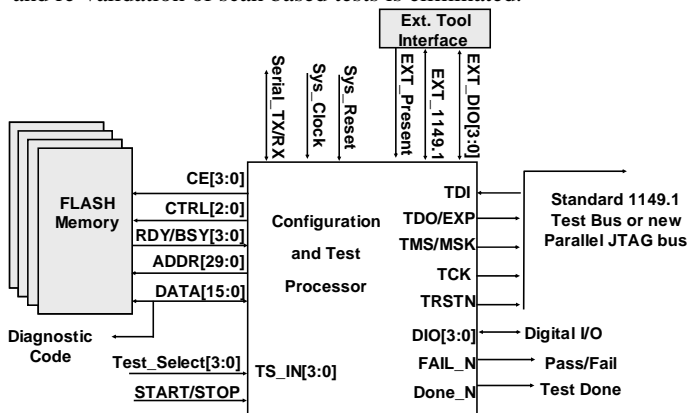 and re-validation of scan based tests is eliminated.
Ext. Tool
Interface
Serial_TX/RX
Sys_Clock
Sys_Reset
EXT_Present
EXT_1149.1
EXT_DIO[3:0]
FLASH
Memory
CE[3:0]
CTRL[2:0]
RDY/BSY[3:0]
ADDR[29:0]
DATA[15:0]
Diagnostic
Code
Test_Select[3:0]
START/STOP
TS_IN[3:0]
Configuration
and Test
Processor
TDI
TDO/EXP
TMS/MSK
TCK
TRSTN
DIO[3:0]
FAIL_N
Done_N
Standard 1149.1
Test Bus or new
Parallel JTAG bus
Digital I/O
Pass/Fail
Test Done